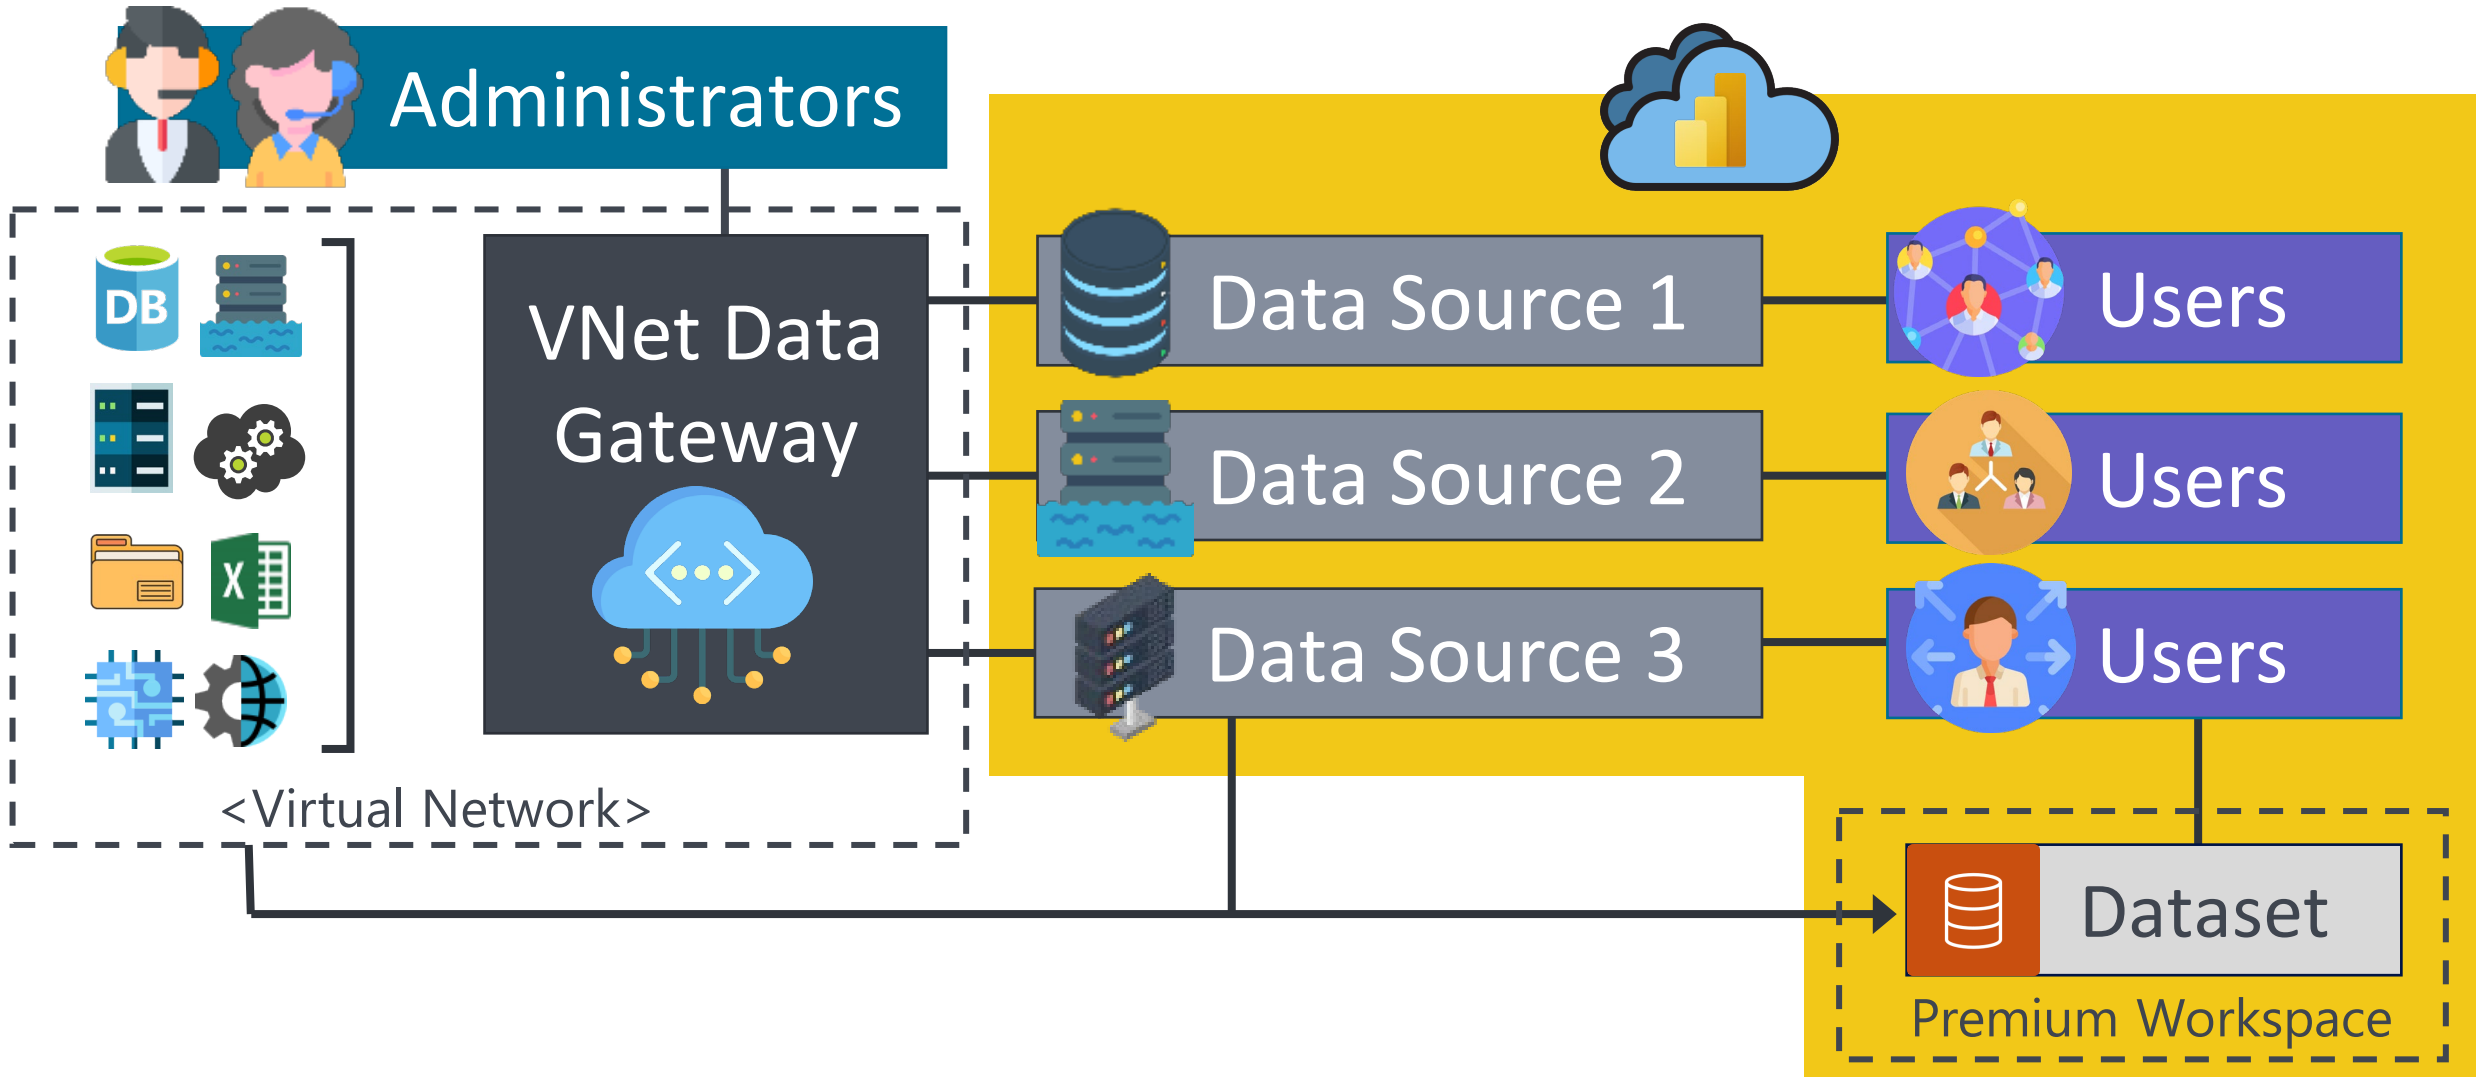 Administrators
DB
X
VNet Data
Gateway
<Virtual Network>
Data Source 1
Users
Data Source 2
Users
Data Source 3
Users
Dataset
Premium Workspace